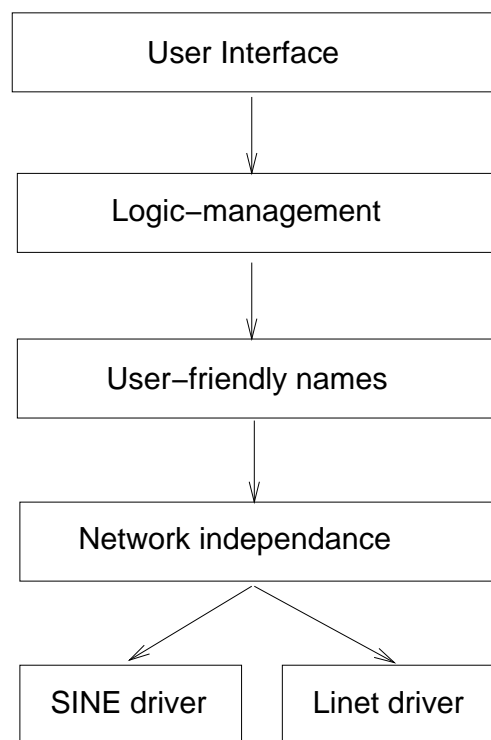 User Interface
Logic−management
User−friendly names
Network independance
SINE driver
Linet driver